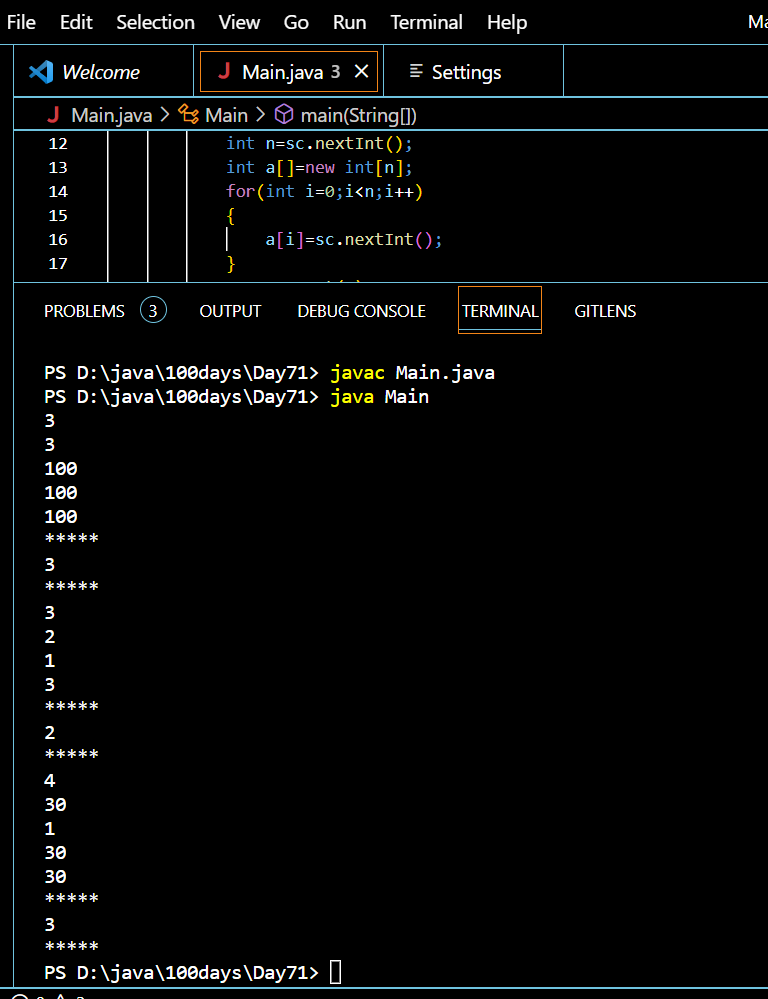 File Edit Selection View Go Run Terminal Help
Welcome Main.java 3 Settings
Main.java > Main > main(String[])
12 int n=sc.nextInt();
13 int a[]=new int[n];
14 for(int i=0;i<n;i++)
15 {
16 a[i]=sc.nextInt();
17 }
PROBLEMS 3 OUTPUT DEBUG CONSOLE TERMINAL GITLENS
PS D:\java\100days\Day71> javac Main.java
PS D:\java\100days\Day71> java Main
3
3
100
100
100
*****
3
*****
3
2
1
3
*****
2
*****
4
30
1
30
30
*****
3
*****
PS D:\java\100days\Day71>